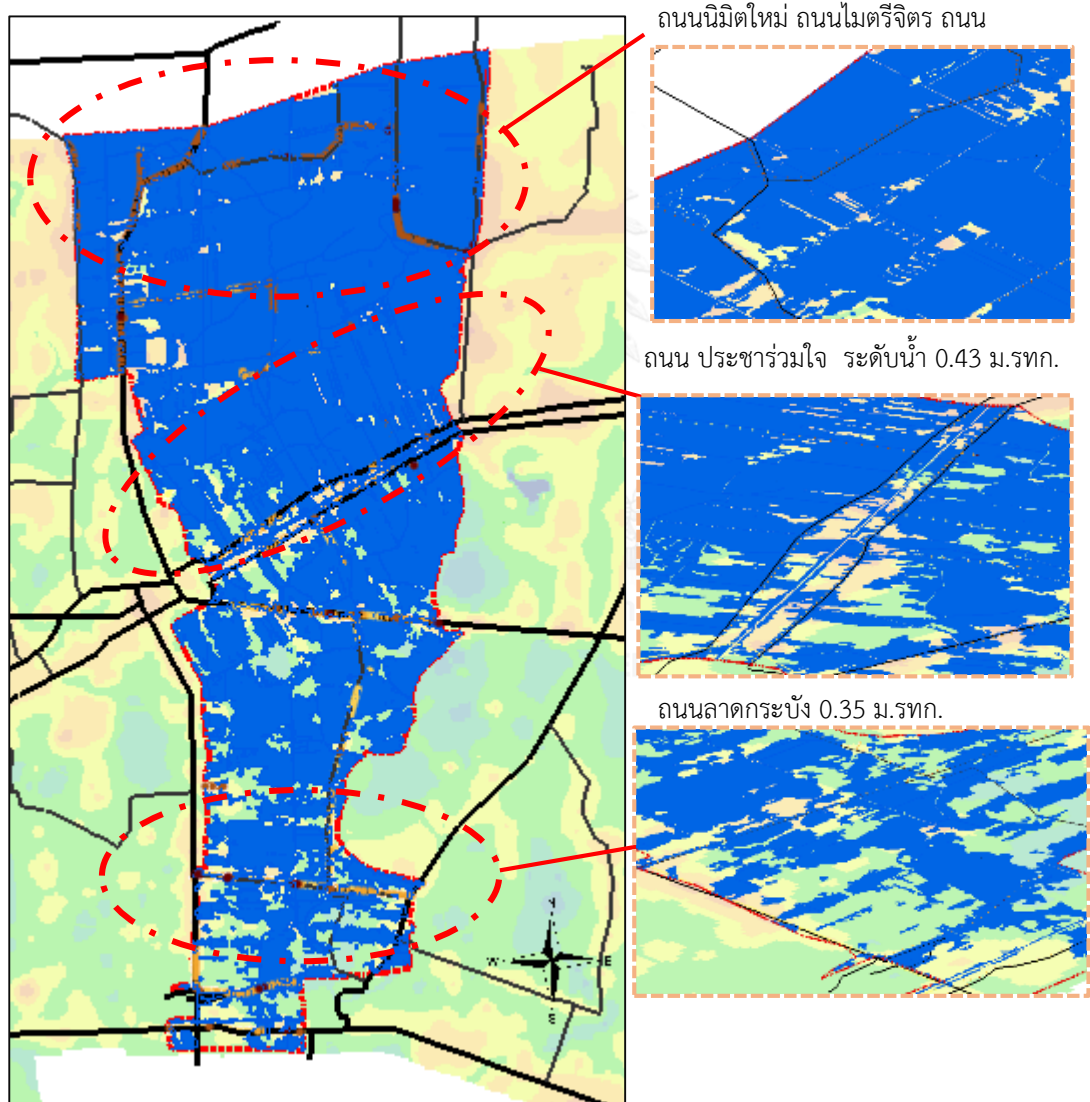 ถนนนิมิตใหม่ ถนนไมตรีจิตร ถนน
ถนน ประชาร่วมใจ ระดับน้ำ 0.43 ม.รทก.
ถนนลาดกระบัง 0.35 ม.รทก.
N
W
E
S